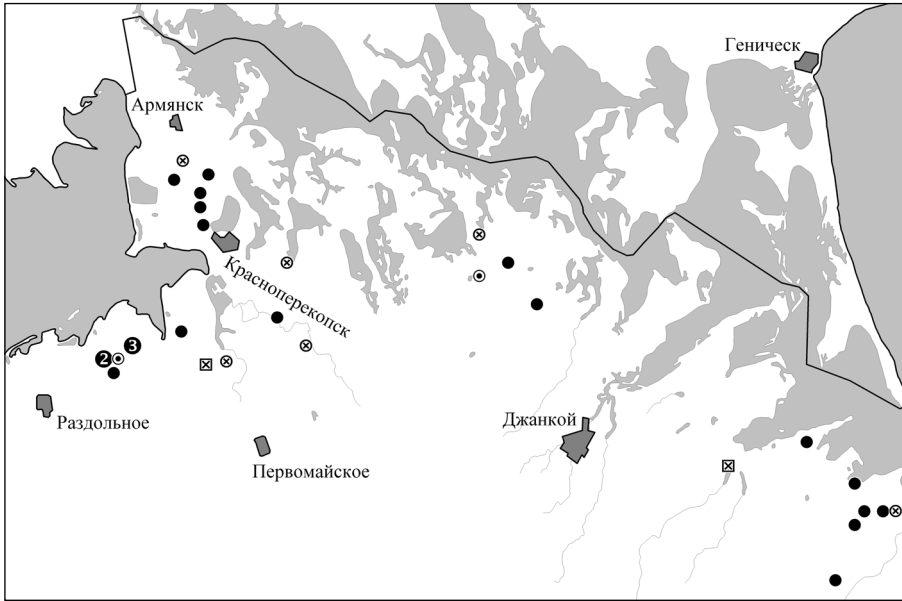 Геническ
Армянск
Красноперекопск
2 3
Раздольное
Джанкой
Первомайское